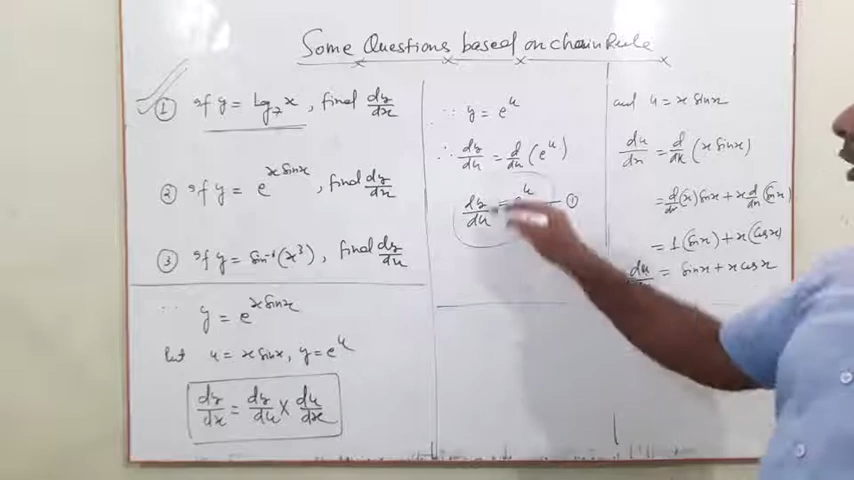 Some Questions based on chain Rule
① If y = log₇x, find dy/dx
② If y = e^(x sinx), find dy/dx
③ If y = sin⁻¹(x³), find dy/dx
∵ y = e^(x sinx)
let u = x sinx, y = e^u
dy/dx = dy/du × du/dx
∵ y = e^u
∴ dy/du = d/du (e^u)
dy/du = ①
and u = x sinx
du/dx = d/dx (x sinx)
= d/dx (x) sinx + x d/dx (sinx)
= 1(sinx) + x(cosx)
du = sinx + x cosx